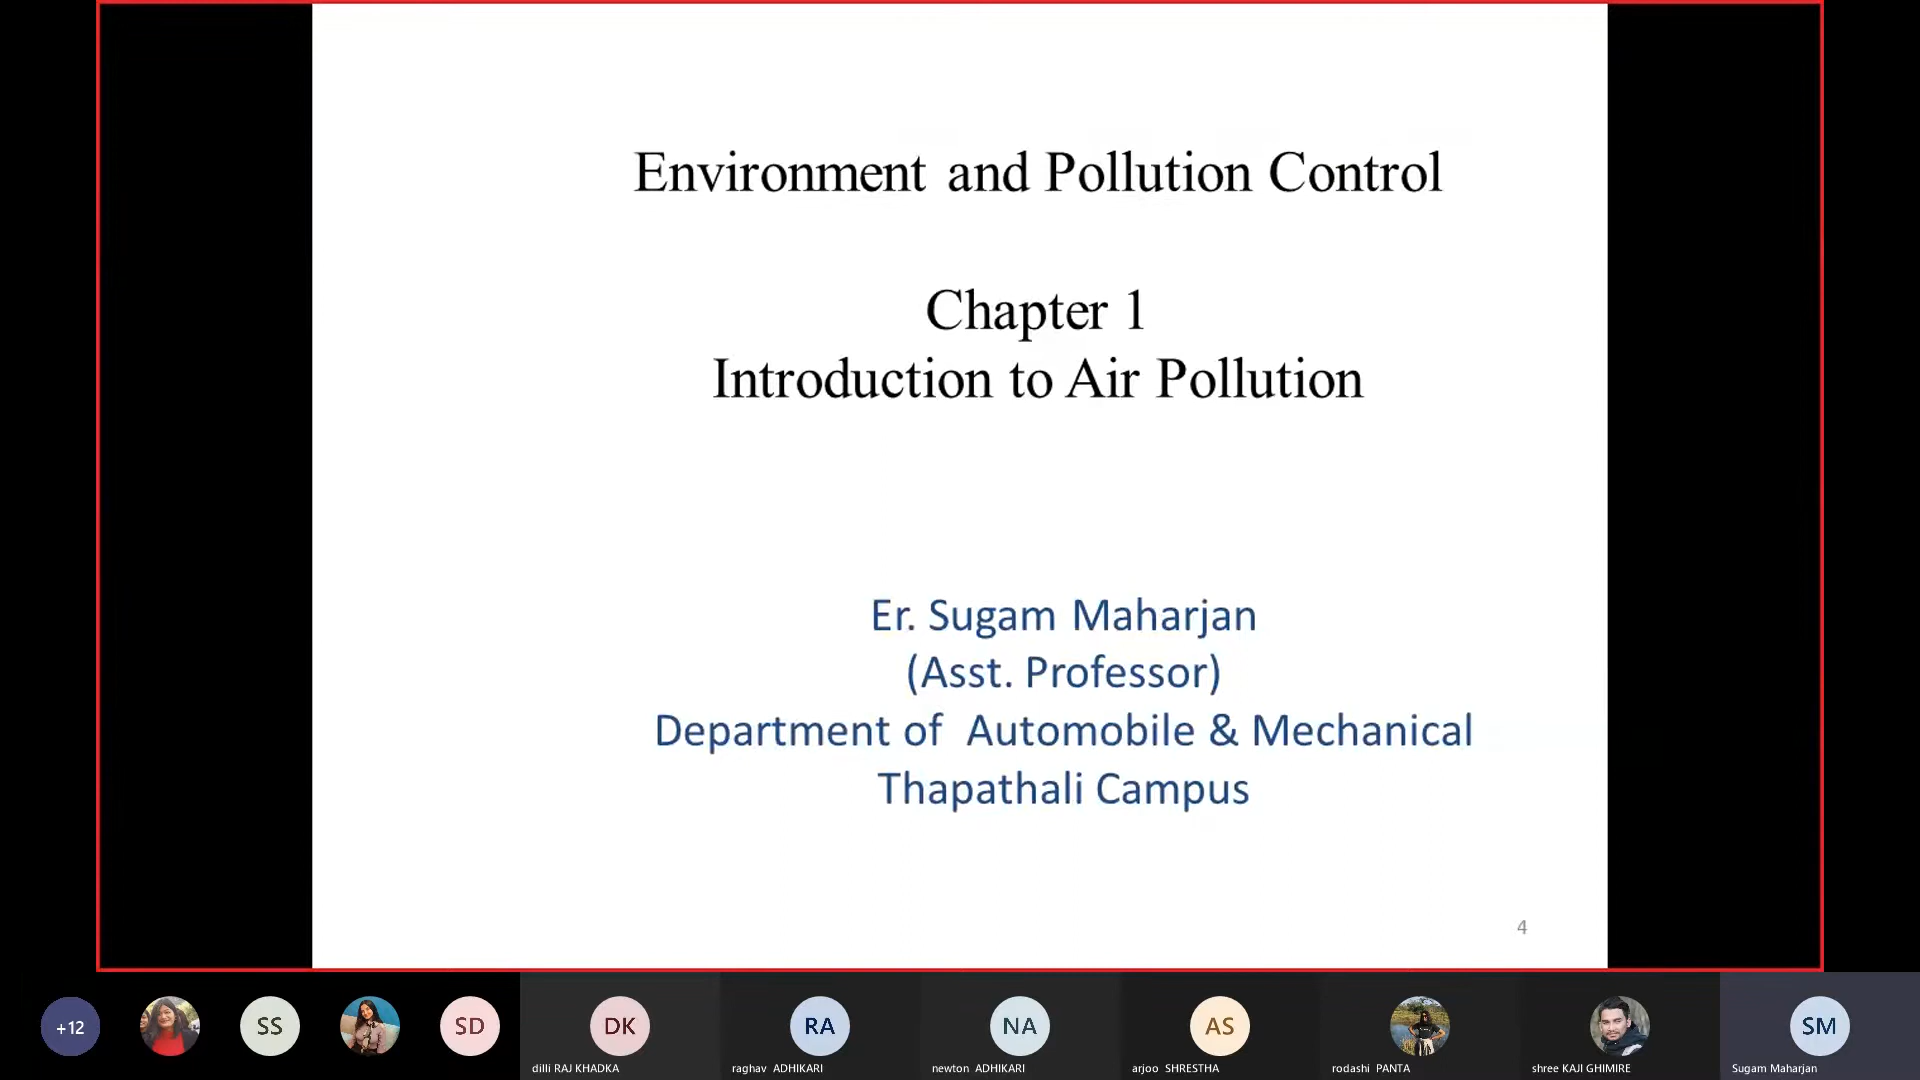 Environment and Pollution Control
Chapter 1
Introduction to Air Pollution
Er. Sugam Maharjan
(Asst. Professor)
Department of Automobile & Mechanical
Thapathali Campus
4
+12
SS
SD
DK
RA
NA
AS
SM
dilli RAJ KHADKA
raghav ADHIKARI
newton ADHIKARI
arjoo SHRESTHA
rodashi PANTA
shree KAJI GHIMIRE
Sugam Maharjan